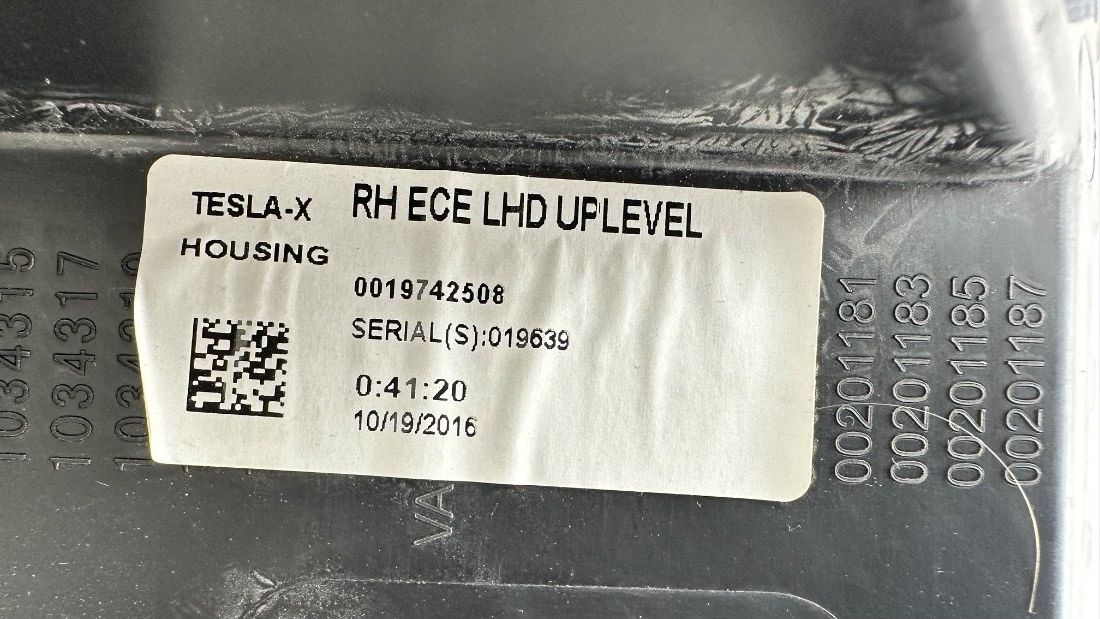 TESLA-X RH ECE LHD UPLEVEL
HOUSING
0019742508
SERIAL(S):019639
0:41:20
10/19/2016
00201181
00201183
00201185
00201187
1034315
1034317
VA